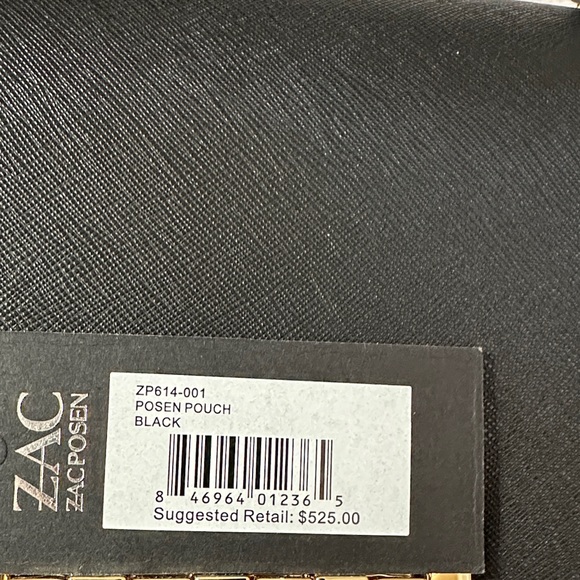 ZAC
ZAC POSEN
ZP614-001
POSEN POUCH
BLACK
8 46964 01236 5
Suggested Retail: $525.00